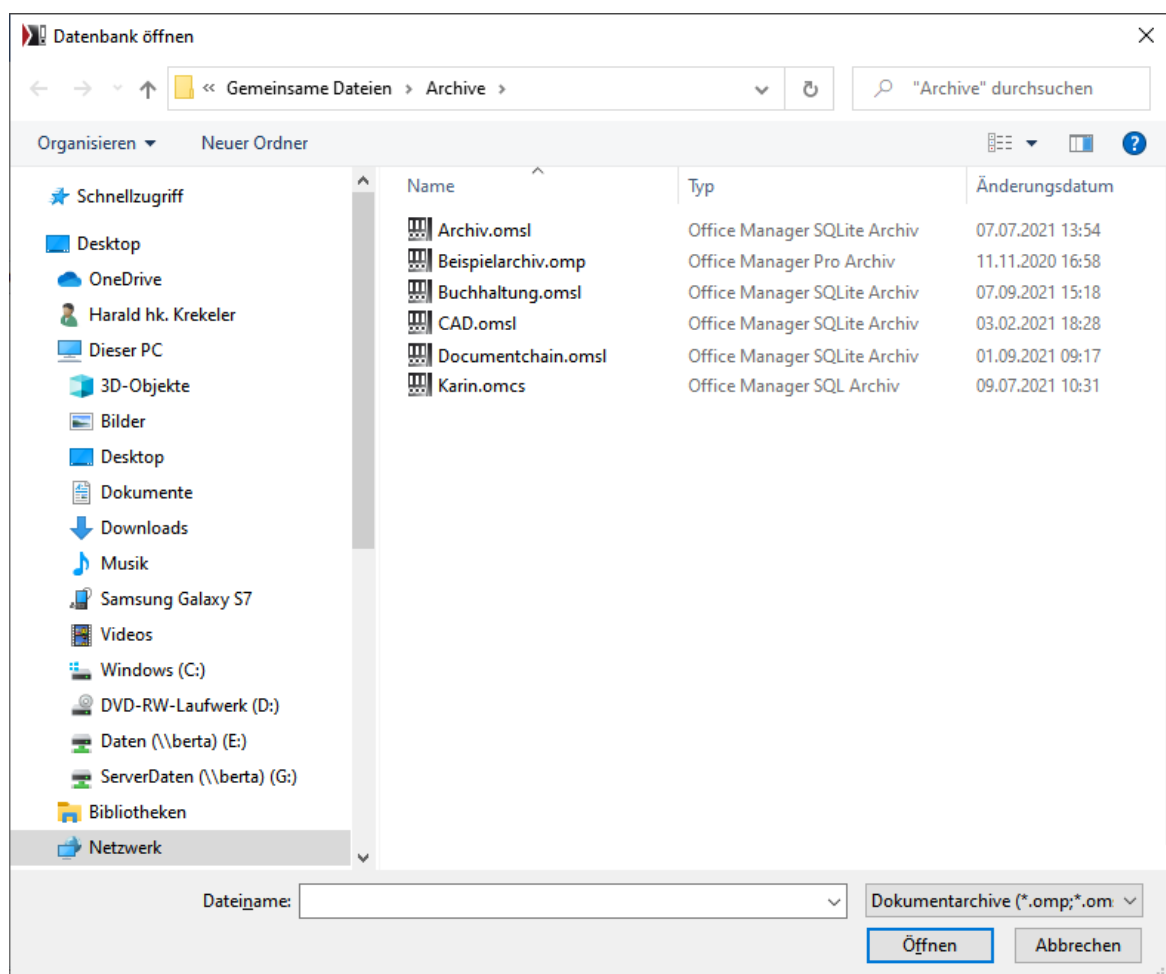 Datenbank öffnen
« Gemeinsame Dateien › Archive ›
"Archive" durchsuchen
Organisieren
Neuer Ordner
?
Name
Typ
Änderungsdatum
Schnellzugriff
Desktop
OneDrive
Harald hk. Krekeler
Dieser PC
3D-Objekte
Bilder
Desktop
Dokumente
Downloads
Musik
Samsung Galaxy S7
Videos
Windows (C:)
DVD-RW-Laufwerk (D:)
Daten (\\berta) (E:)
ServerDaten (\\berta) (G:)
Bibliotheken
Netzwerk
Archiv.omsl Office Manager SQLite Archiv 07.07.2021 13:54
Beispielarchiv.omp Office Manager Pro Archiv 11.11.2020 16:58
Buchhaltung.omsl Office Manager SQLite Archiv 07.09.2021 15:18
CAD.omsl Office Manager SQLite Archiv 03.02.2021 18:28
Documentchain.omsl Office Manager SQLite Archiv 01.09.2021 09:17
Karin.omcs Office Manager SQL Archiv 09.07.2021 10:31
Dateiname:
Dokumentarchive (*.omp;*.om
Öffnen
Abbrechen